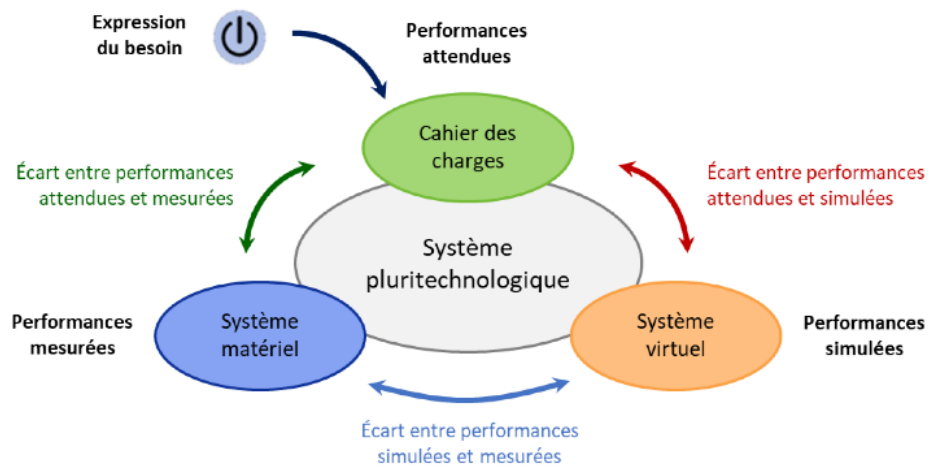 Expression
du besoin
Performances
attendues
Cahier des
charges
Écart entre performances
attendues et mesurées
Écart entre performances
attendues et simulées
Système
pluritechnologique
Performances
mesurées
Système
matériel
Système
virtuel
Performances
simulées
Écart entre performances
simulées et mesurées